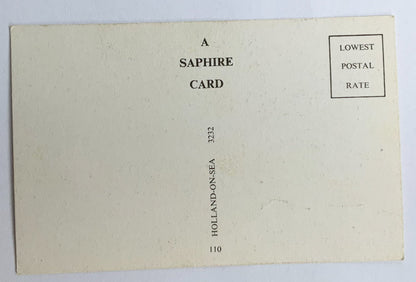 A
SAPHIRE
CARD
LOWEST
POSTAL
RATE
HOLLAND-ON-SEA 3232
110